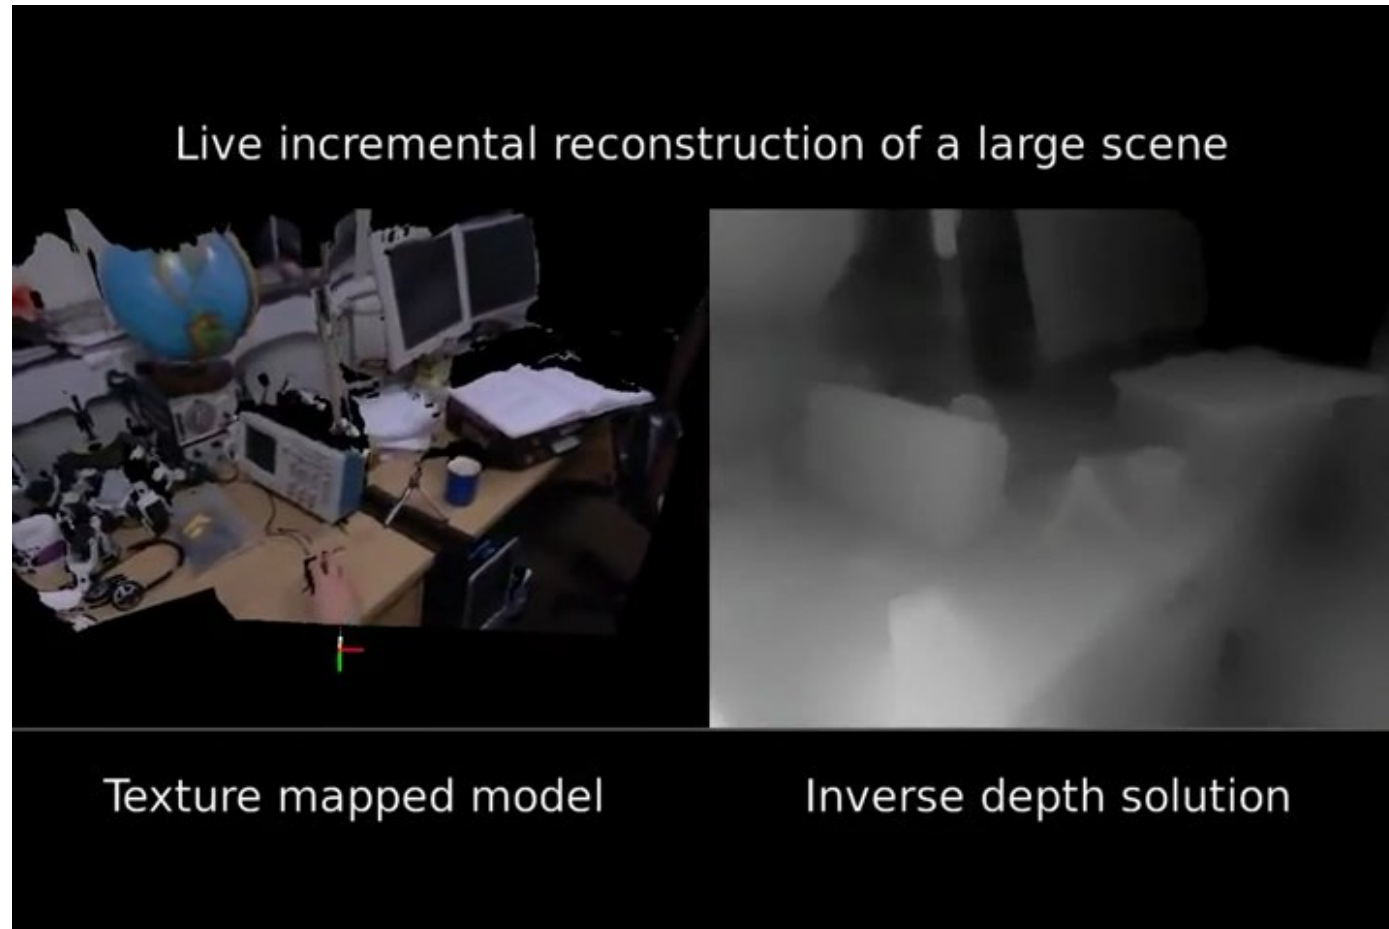 Live incremental reconstruction of a large scene
Texture mapped model
Inverse depth solution